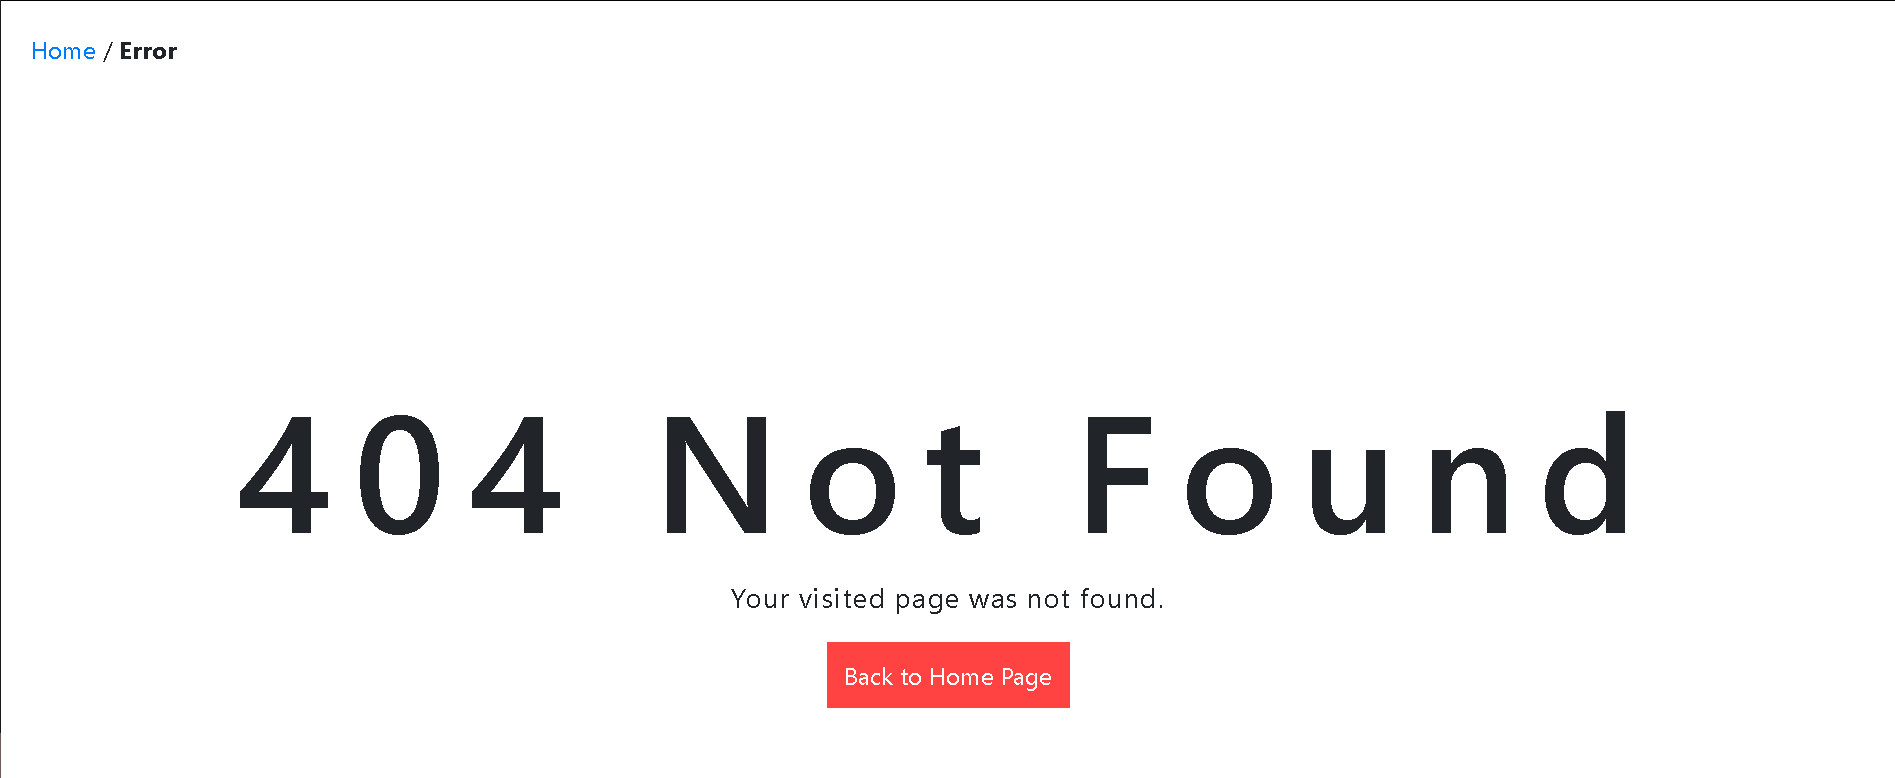 Home / Error
404 Not Found
Your visited page was not found.
Back to Home Page